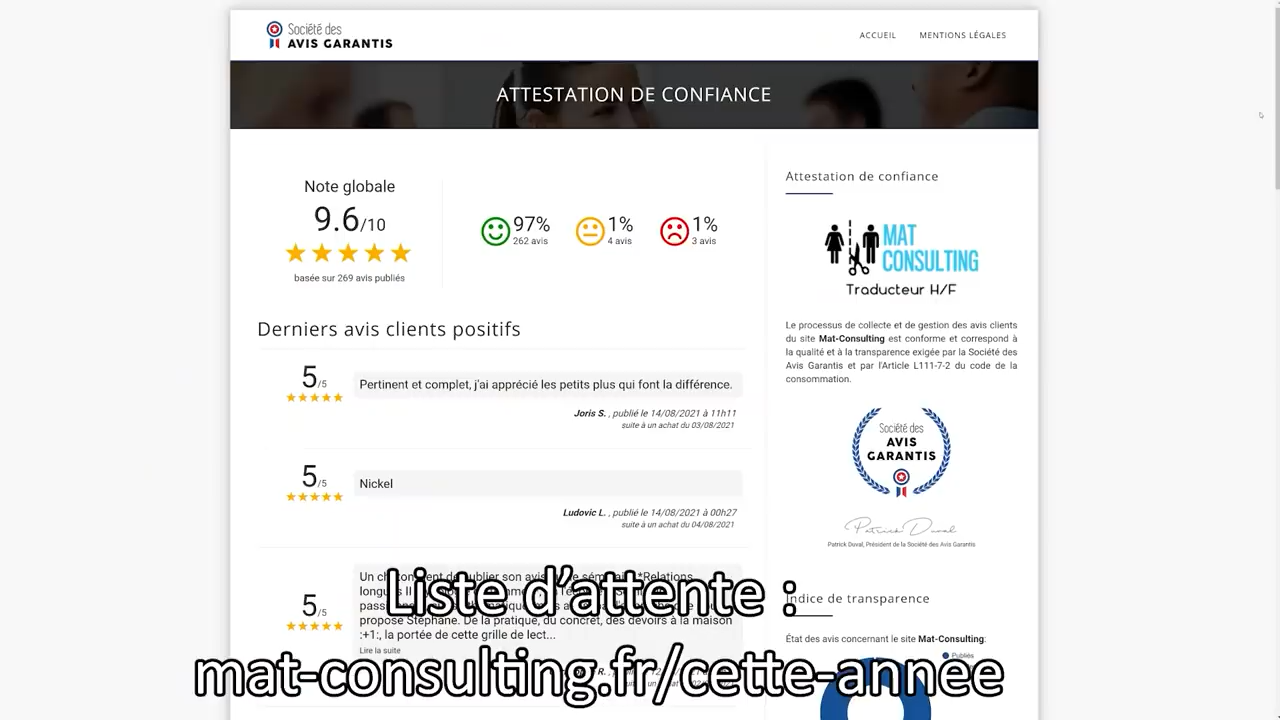 Société des
AVIS GARANTIS
ACCUEIL
MENTIONS LÉGALES
ATTESTATION DE CONFIANCE
Note globale
9.6/10
basée sur 269 avis publiés
97%
262 avis
1%
4 avis
1%
3 avis
Derniers avis clients positifs
5/5
Pertinent et complet, j'ai apprécié les petits plus qui font la différence.
Joris S. , publié le 14/08/2021 à 11h11
suite à un achat du 03/08/2021
5/5
Nickel
Ludovic L. , publié le 14/08/2021 à 00h27
suite à un achat du 04/08/2021
5/5
propose Stéphane. De la pratique, du concret, des devoirs à la maison
:+1:, la portée de cette grille de lect...
Lire la suite
Attestation de confiance
MAT
CONSULTING
Traducteur H/F
Le processus de collecte et de gestion des avis clients
du site Mat-Consulting est conforme et correspond à
la qualité et à la transparence exigée par la Société des
Avis Garantis et par l'Article L111-7-2 du code de la
consommation.
Société des
AVIS
GARANTIS
Patrick Duval
Patrick Duval, Président de la Société des Avis Garantis
Indice de transparence
État des avis concernant le site Mat-Consulting:
Publiés
Liste d'attente :
mat-consulting.fr/cette-annee